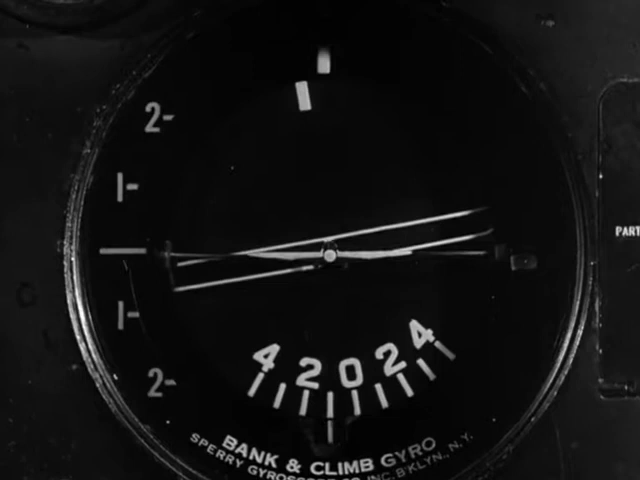 2-
1-
1-
2-
4 2 0 2 4
BANK & CLIMB GYRO
SPERRY GYROSCOPE CO. INC. B'KLYN., N.Y.
PART